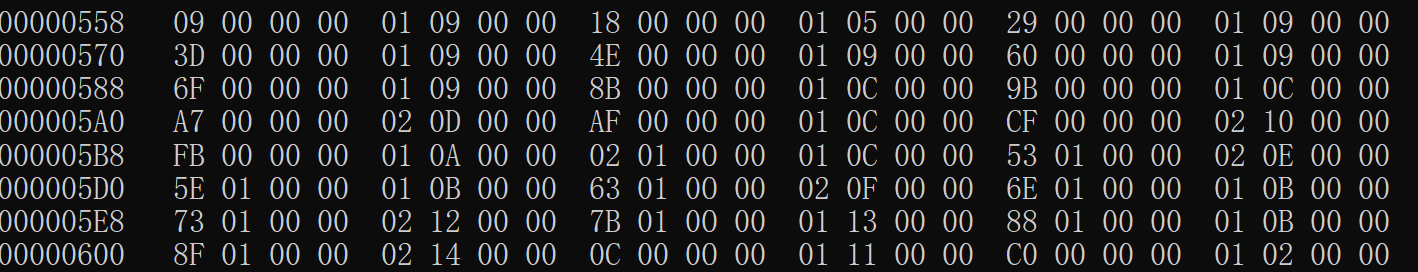 00000558 09 00 00 00 01 09 00 00 18 00 00 00 01 05 00 00 29 00 00 00 01 09 00 00
00000570 3D 00 00 00 01 09 00 00 4E 00 00 00 01 09 00 00 60 00 00 00 01 09 00 00
00000588 6F 00 00 00 01 09 00 00 8B 00 00 00 01 0C 00 00 9B 00 00 00 01 0C 00 00
000005A0 A7 00 00 00 02 0D 00 00 AF 00 00 00 01 0C 00 00 CF 00 00 00 02 10 00 00
000005B8 FB 00 00 00 01 0A 00 00 02 01 00 00 01 0C 00 00 53 01 00 00 02 0E 00 00
000005D0 5E 01 00 00 01 0B 00 00 63 01 00 00 02 0F 00 00 6E 01 00 00 01 0B 00 00
000005E8 73 01 00 00 02 12 00 00 7B 01 00 00 01 13 00 00 88 01 00 00 01 0B 00 00
00000600 8F 01 00 00 02 14 00 00 0C 00 00 00 01 11 00 00 C0 00 00 00 01 02 00 00